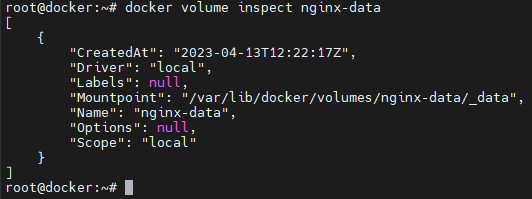 root@docker:~# docker volume inspect nginx-data
[
    {
        "CreatedAt": "2023-04-13T12:22:17Z",
        "Driver": "local",
        "Labels": null,
        "Mountpoint": "/var/lib/docker/volumes/nginx-data/_data",
        "Name": "nginx-data",
        "Options": null,
        "Scope": "local"
    }
]
root@docker:~#